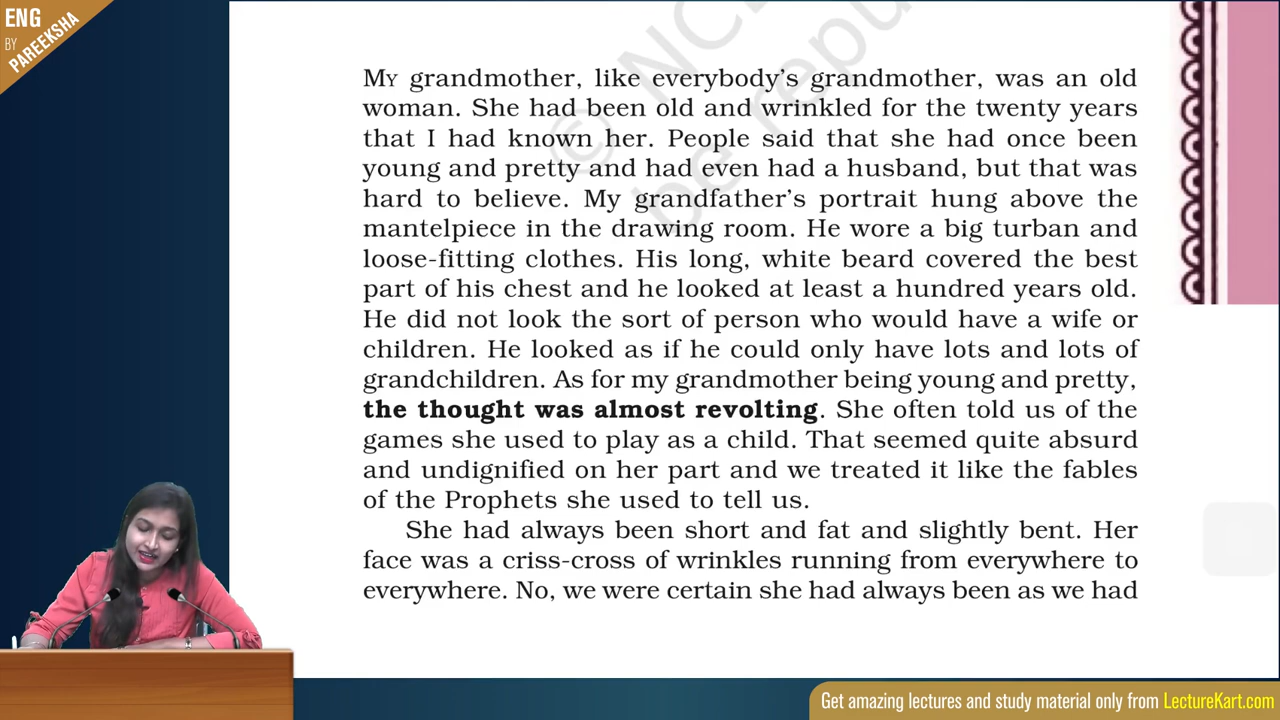 ENG
BY
PAREEKSHA
© NC
be repu
My grandmother, like everybody's grandmother, was an old
woman. She had been old and wrinkled for the twenty years
that I had known her. People said that she had once been
young and pretty and had even had a husband, but that was
hard to believe. My grandfather's portrait hung above the
mantelpiece in the drawing room. He wore a big turban and
loose-fitting clothes. His long, white beard covered the best
part of his chest and he looked at least a hundred years old.
He did not look the sort of person who would have a wife or
children. He looked as if he could only have lots and lots of
grandchildren. As for my grandmother being young and pretty,
the thought was almost revolting. She often told us of the
games she used to play as a child. That seemed quite absurd
and undignified on her part and we treated it like the fables
of the Prophets she used to tell us.
She had always been short and fat and slightly bent. Her
face was a criss-cross of wrinkles running from everywhere to
everywhere. No, we were certain she had always been as we had
Get amazing lectures and study material only from LectureKart.com